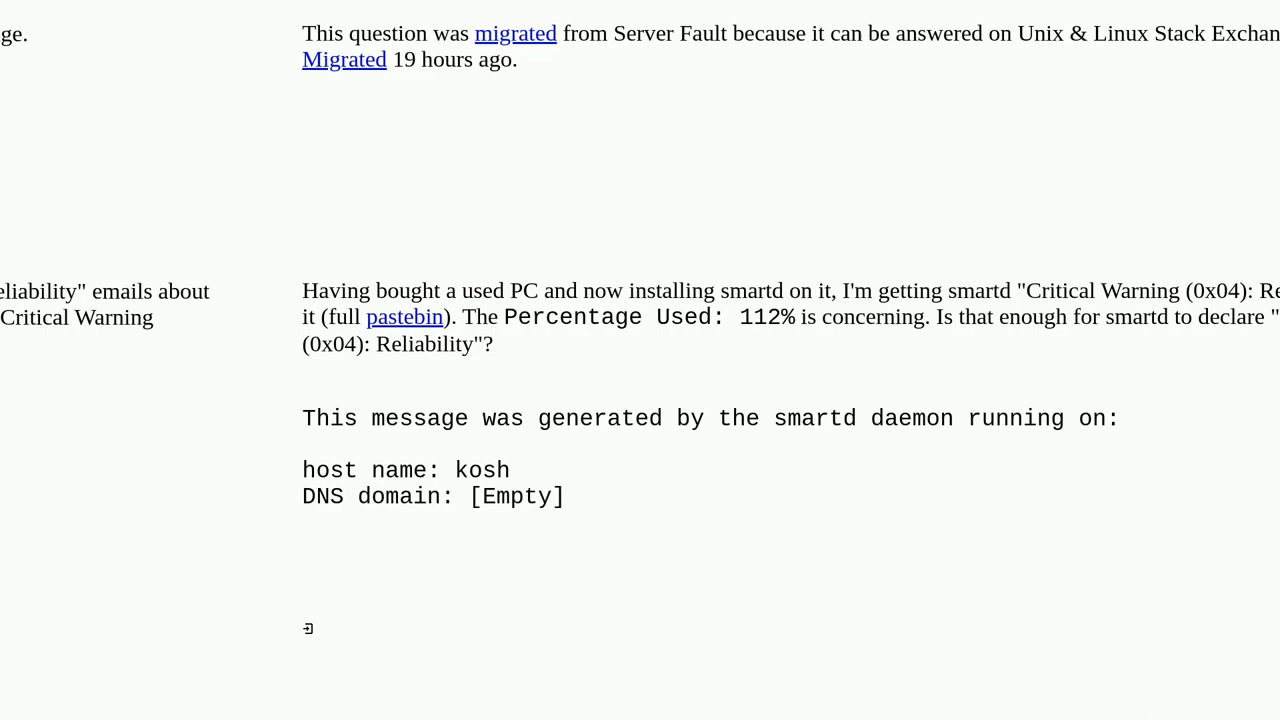 ge.
eliability" emails about
Critical Warning
This question was migrated from Server Fault because it can be answered on Unix & Linux Stack Exchan
Migrated 19 hours ago.
Having bought a used PC and now installing smartd on it, I'm getting smartd "Critical Warning (0x04): Re
it (full pastebin). The Percentage Used: 112% is concerning. Is that enough for smartd to declare "
(0x04): Reliability"?
This message was generated by the smartd daemon running on:
host name: kosh
DNS domain: [Empty]